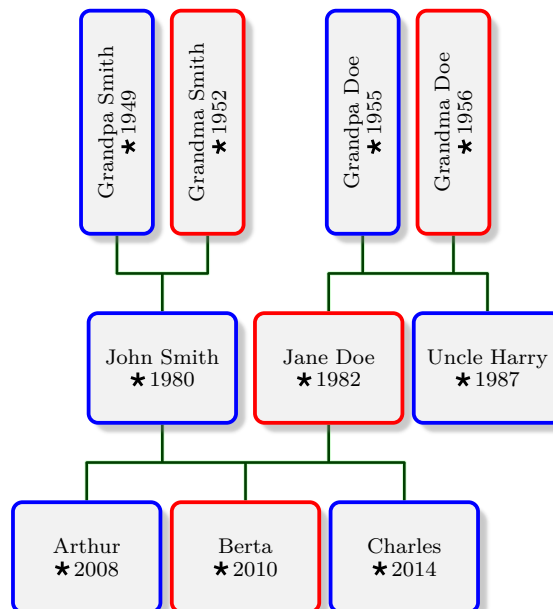 Grandpa Smith
★1949
Grandma Smith
★1952
Grandpa Doe
★1955
Grandma Doe
★1956
John Smith
★1980
Jane Doe
★1982
Uncle Harry
★1987
Arthur
★2008
Berta
★2010
Charles
★2014